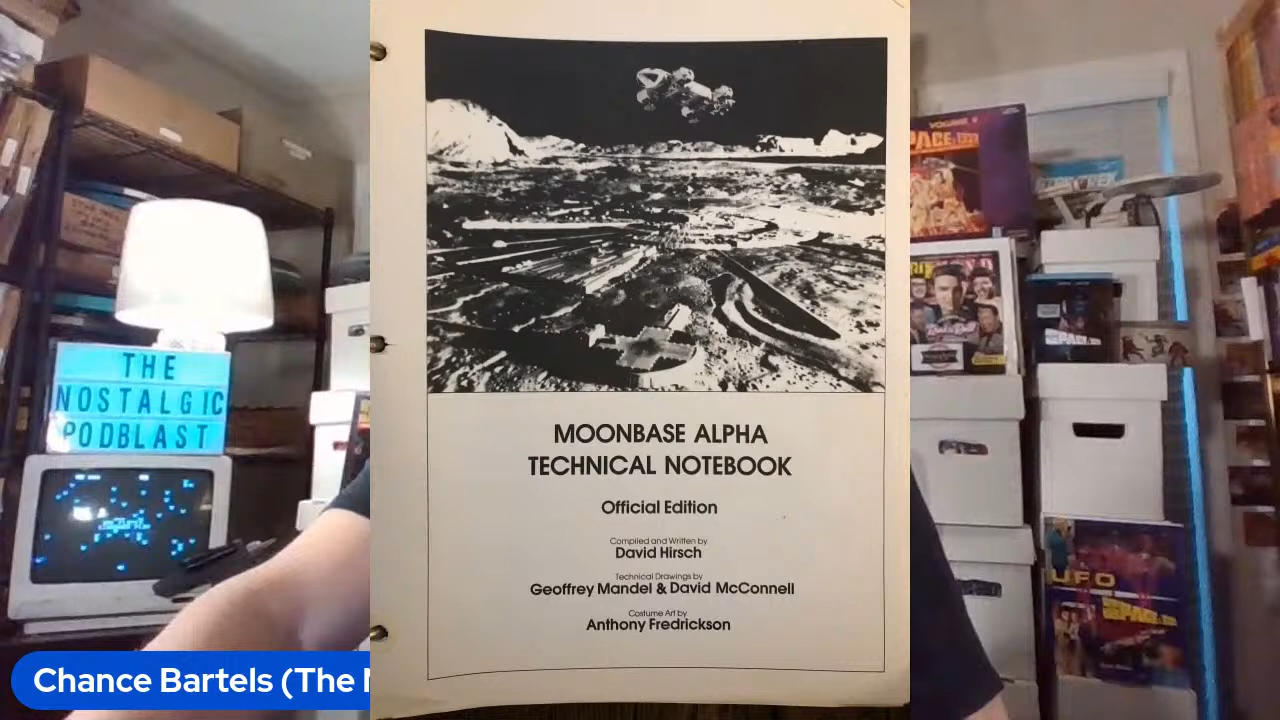 THE
NOSTALGIC
PODBLAST
Chance Bartels (The
MOONBASE ALPHA
TECHNICAL NOTEBOOK
Official Edition
Compiled and Written by
David Hirsch
Technical Drawings by
Geoffrey Mandel & David McConnell
Costume Art by
Anthony Fredrickson
VOLUME
UFO